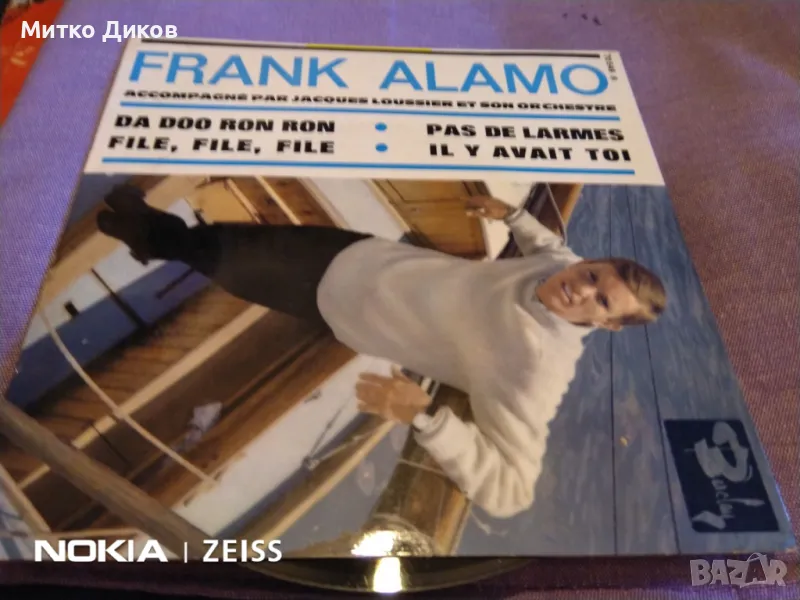 Митко Диков
FRANK ALAMO
ACCOMPAGNÉ PAR JACQUES LOUSSIER ET SON ORCHESTRE
DA DOO RON RON • PAS DE LARMES
FILE, FILE, FILE • IL Y AVAIT TOI
Barclay
NOKIA | ZEISS
BAZAR